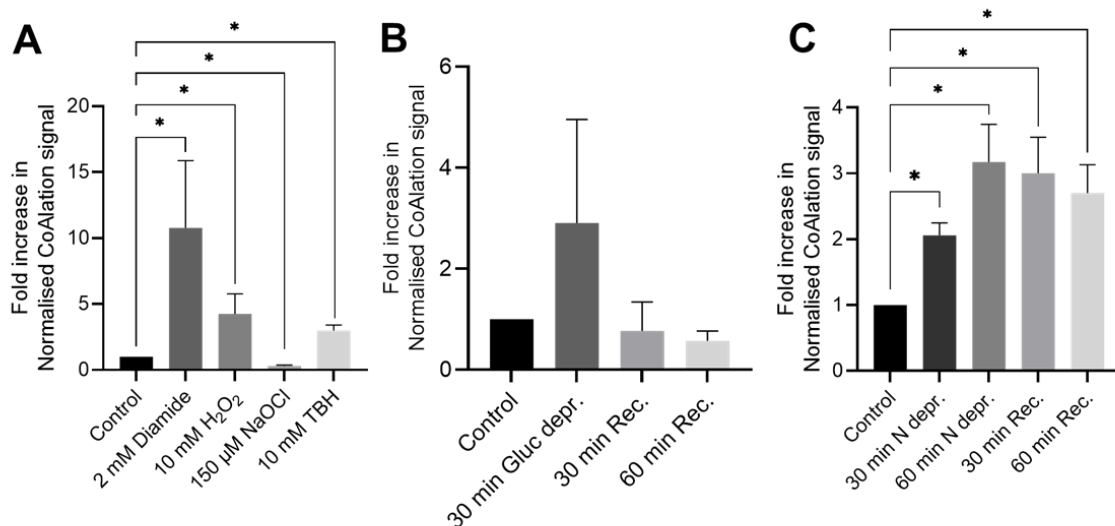 A
Fold increase in
Normalised CoAlation signal
20
15
10
5
0
* * * *
Control
2 mM Diamide
10 mM H₂O₂
150 µM NaOCl
10 mM TBH
B
Fold increase in
Normalised CoAlation signal
6
4
2
0
Control
30 min Gluc depr.
30 min Rec.
60 min Rec.
C
Fold increase in
Normalised CoAlation signal
4
3
2
1
0
* * * *
Control
30 min N depr.
60 min N depr.
30 min Rec.
60 min Rec.